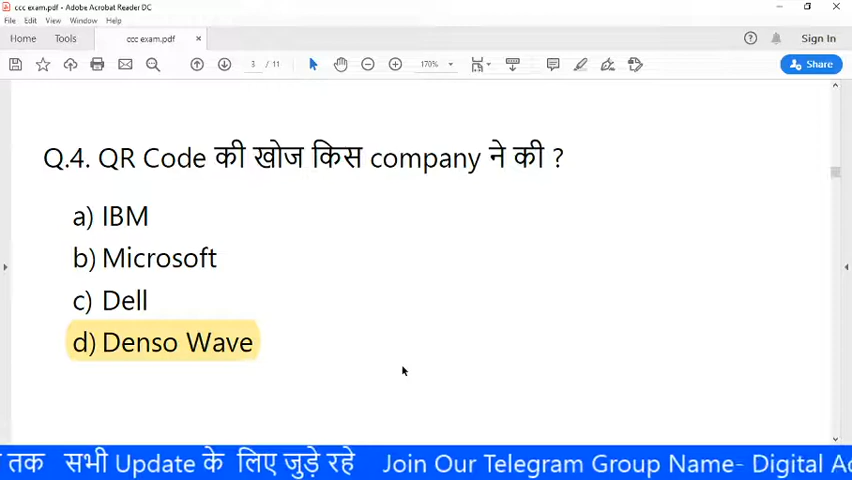 ccc exam.pdf - Adobe Acrobat Reader DC
File Edit View Window Help
Home Tools ccc exam.pdf × Sign In
3 / 11 170% Share
Q.4. QR Code की खोज किस company ने की ?
a) IBM
b) Microsoft
c) Dell
d) Denso Wave
तक सभी Update के लिए जुड़े रहे Join Our Telegram Group Name- Digital